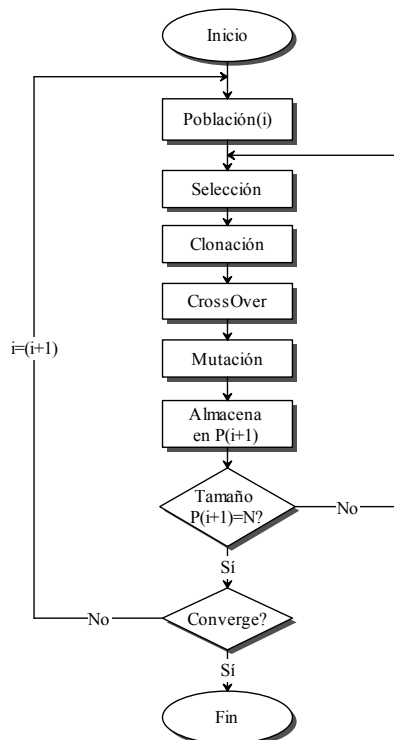 Inicio
Población(i)
Selección
Clonación
CrossOver
i=(i+1)
Mutación
Almacena
en P(i+1)
Tamaño
P(i+1)=N?
No
Sí
No
Converge?
Sí
Fin